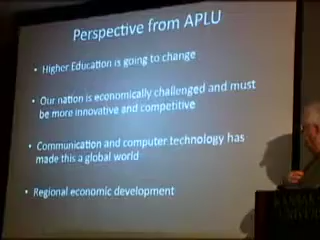 Perspective from APLU
• Higher Education is going to change
• Our nation is economically challenged and must
be more innovative and competitive
• Communication and computer technology has
made this a global world
• Regional economic development